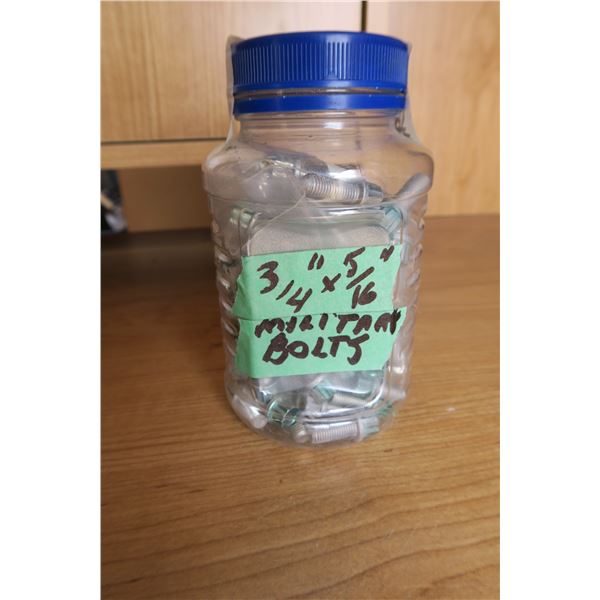 3/4" x 5/16"
MILITARY
BOLTS